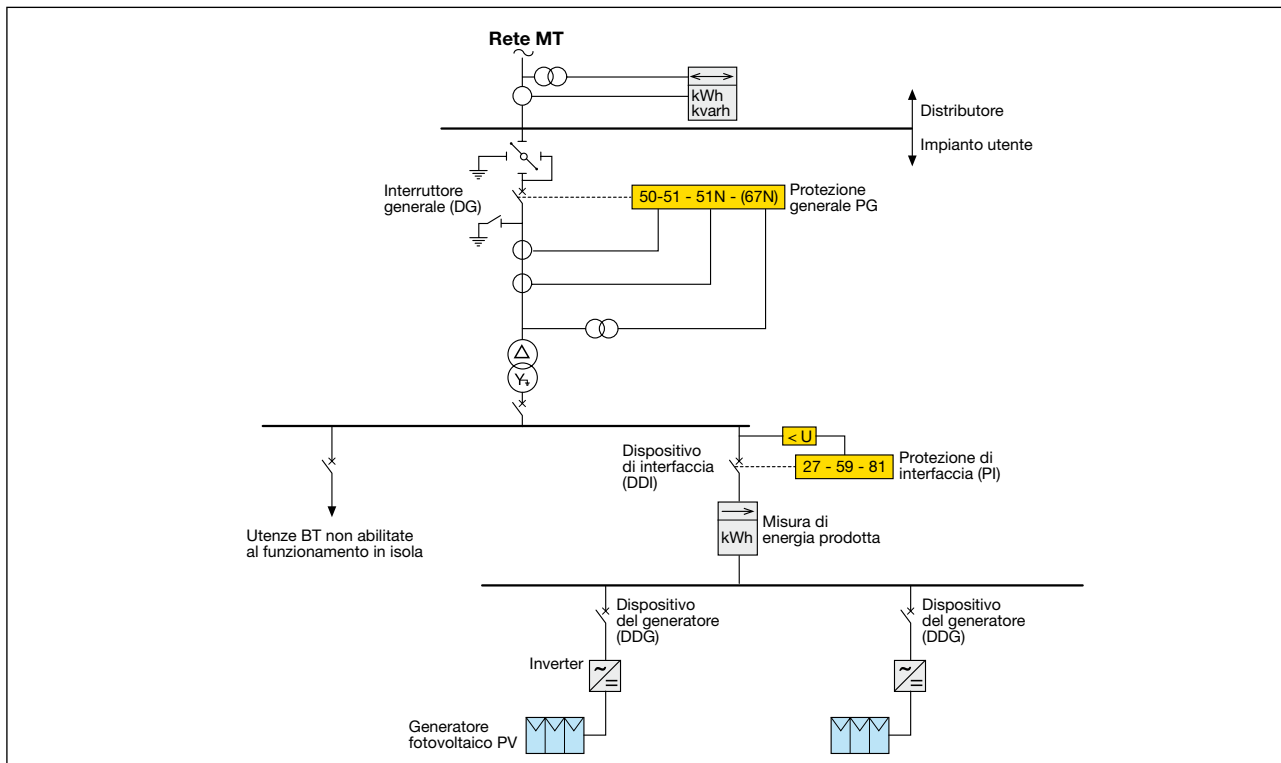 Rete MT
kWh
kvarh
Distributore
Impianto utente
Interruttore
generale (DG)
50-51 - 51N - (67N)
Protezione
generale PG
Dispositivo
di interfaccia
(DDI)
< U
27 - 59 - 81
Protezione di
interfaccia (PI)
Utenze BT non abilitate
al funzionamento in isola
kWh
Misura di
energia prodotta
Dispositivo
del generatore
(DDG)
Dispositivo
del generatore
(DDG)
Inverter
Generatore
fotovoltaico PV